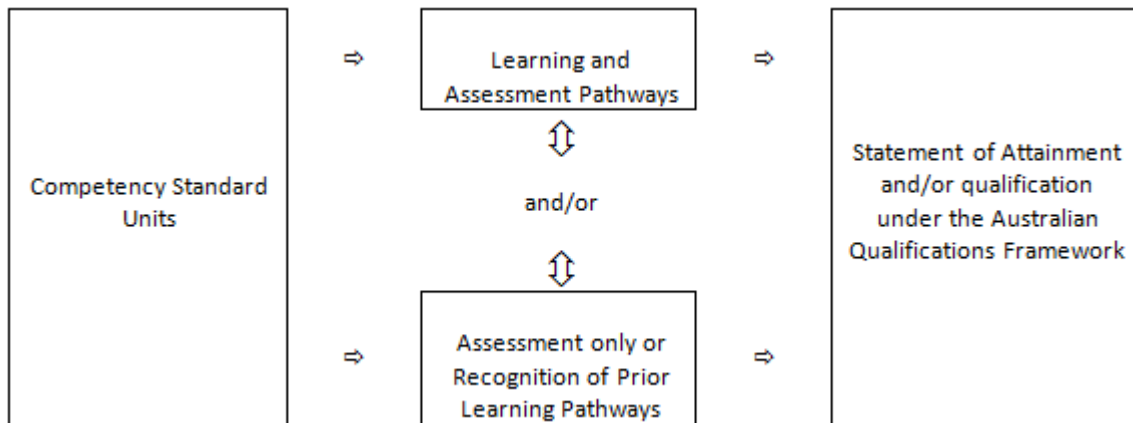 Competency Standard
Units
Learning and
Assessment Pathways
and/or
Assessment only or
Recognition of Prior
Learning Pathways
Statement of Attainment
and/or qualification
under the Australian
Qualifications Framework